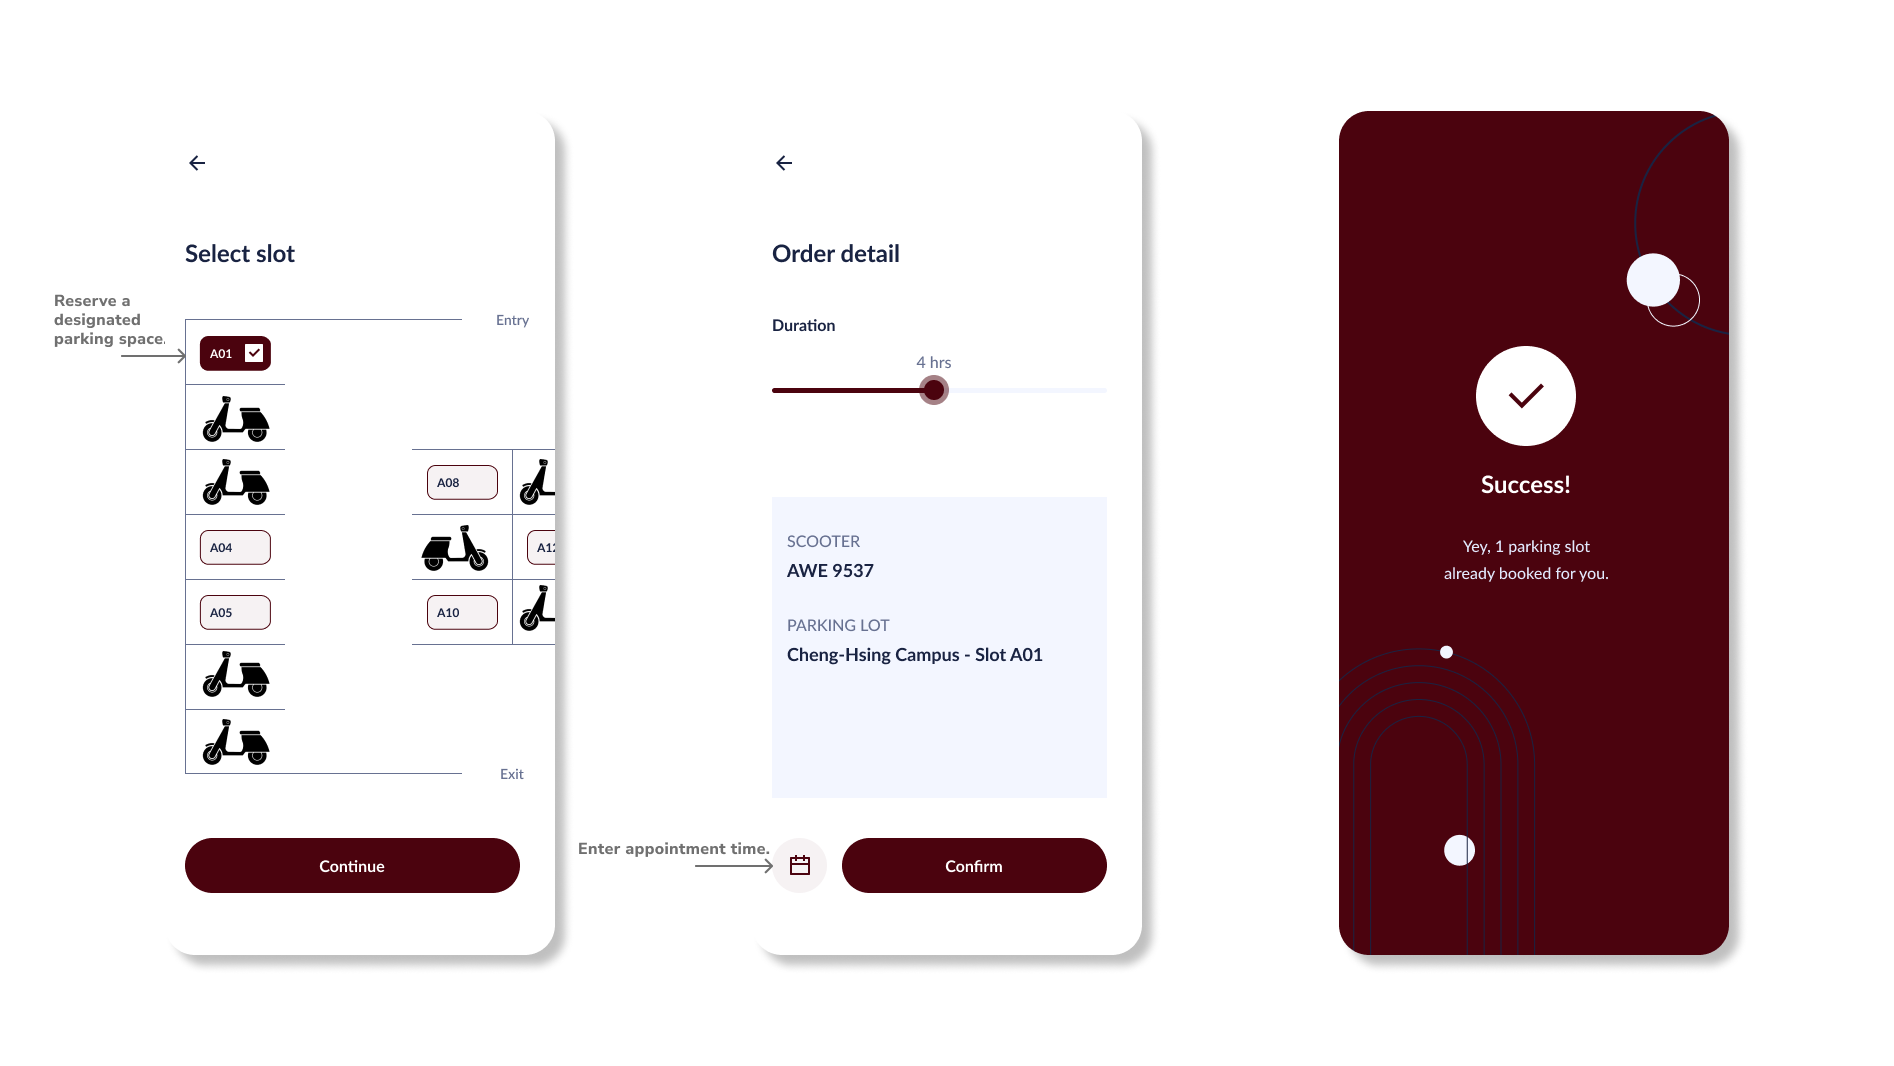 Select slot
Reserve a
designated
parking space.
Entry
A01
A08
A04
A12
A05
A10
Exit
Continue
Order detail
Duration
4 hrs
SCOOTER
AWE 9537
PARKING LOT
Cheng-Hsing Campus - Slot A01
Enter appointment time.
Confirm
Success!
Yey, 1 parking slot
already booked for you.